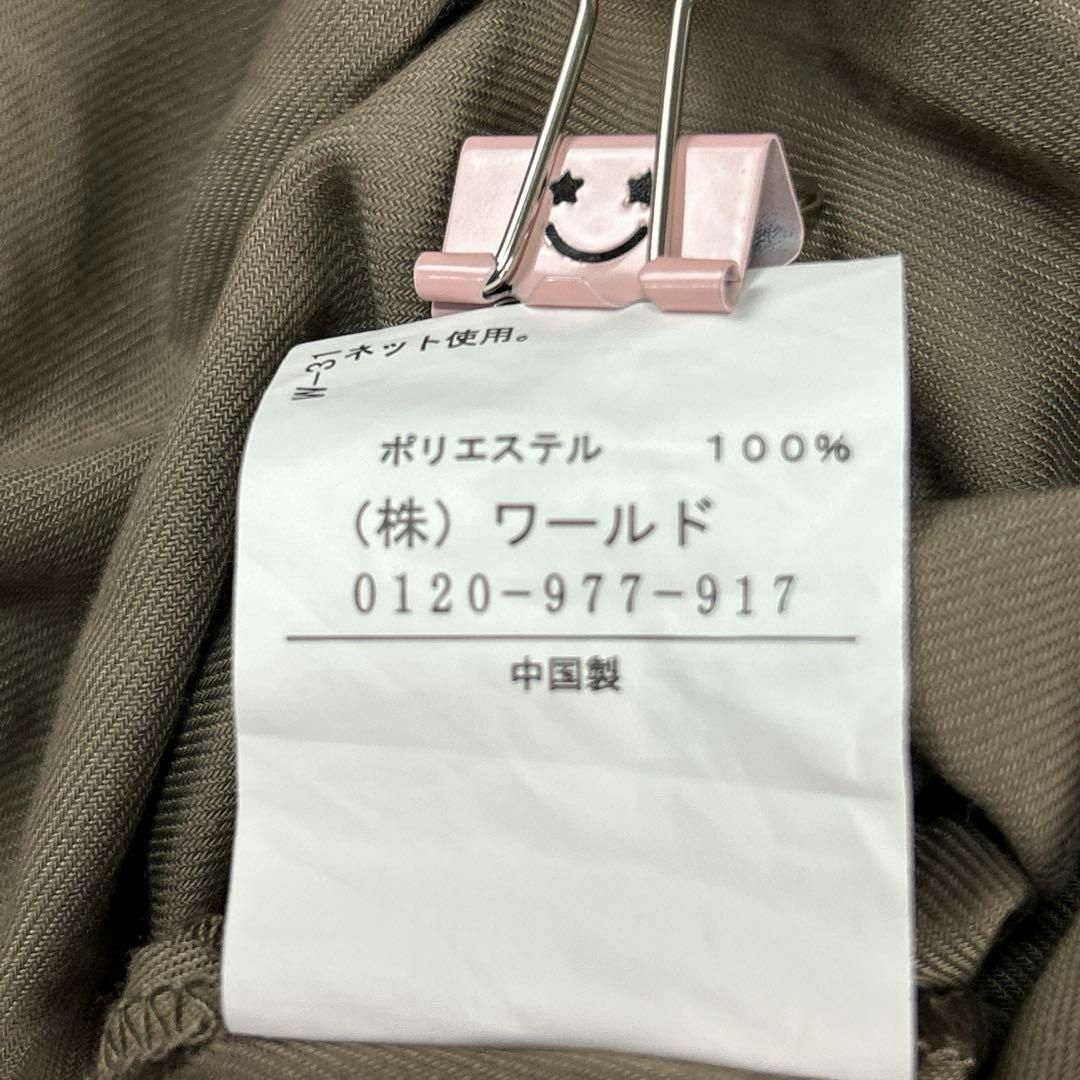 W-31
ネット使用。
ポリエステル 100%
(株) ワールド
0120-977-917
中国製